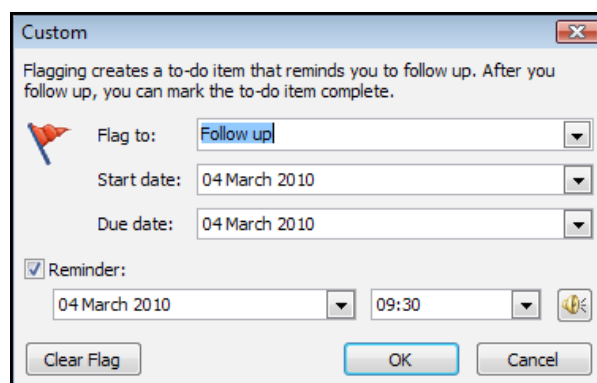 Custom
Flagging creates a to-do item that reminds you to follow up. After you
follow up, you can mark the to-do item complete.
Flag to: Follow up
Start date: 04 March 2010
Due date: 04 March 2010
Reminder:
04 March 2010 09:30
Clear Flag OK Cancel